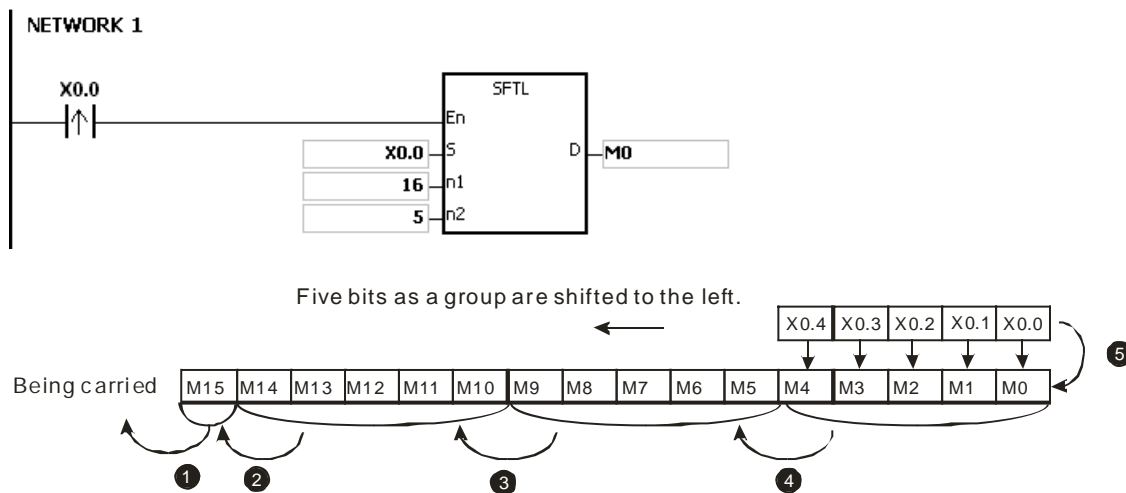 NETWORK 1
X0.0
SFTL
En
X0.0 S D M0
16 n1
5 n2
Five bits as a group are shifted to the left.
X0.4 X0.3 X0.2 X0.1 X0.0
5
Being carried M15 M14 M13 M12 M11 M10 M9 M8 M7 M6 M5 M4 M3 M2 M1 M0
1 2 3 4